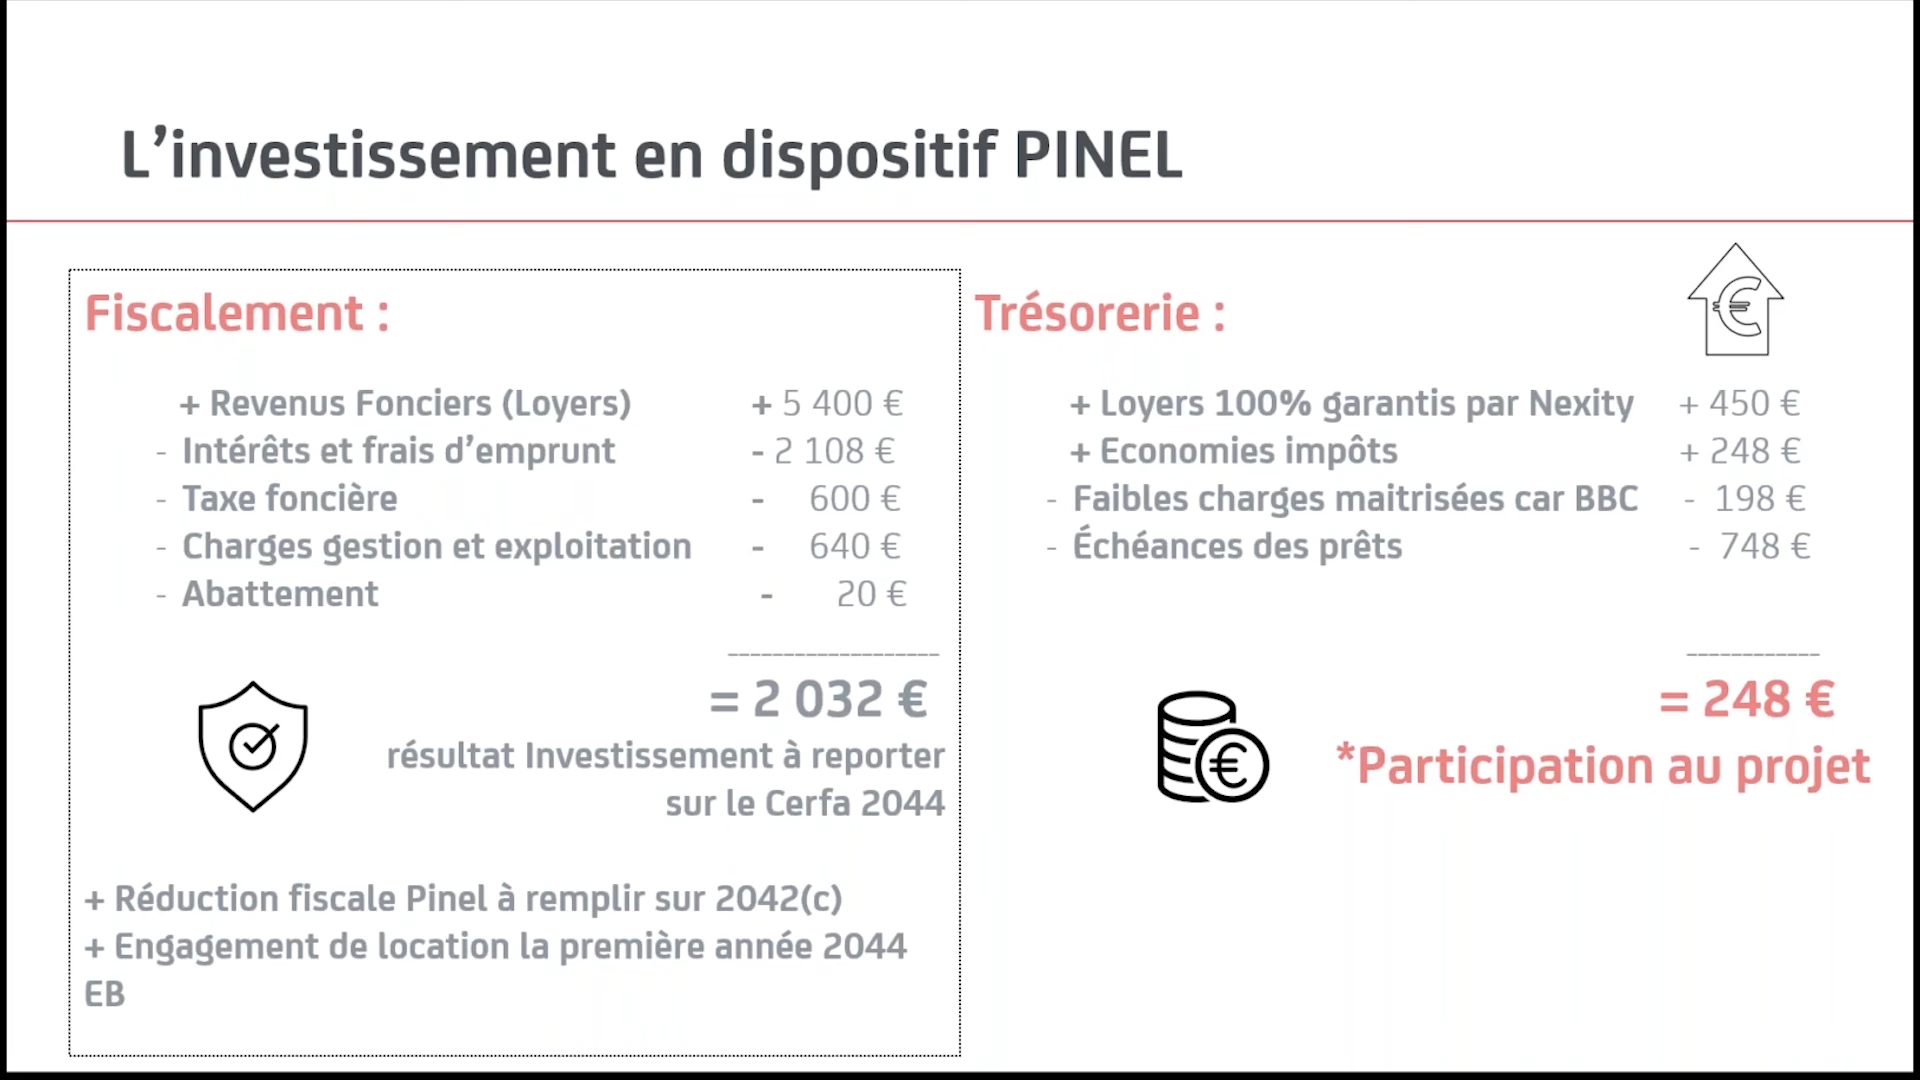 L’investissement en dispositif PINEL
Fiscalement :
+ Revenus Fonciers (Loyers) + 5 400 €
- Intérêts et frais d’emprunt - 2 108 €
- Taxe foncière - 600 €
- Charges gestion et exploitation - 640 €
- Abattement - 20 €
-------------------
= 2 032 €
résultat Investissement à reporter
sur le Cerfa 2044
+ Réduction fiscale Pinel à remplir sur 2042(c)
+ Engagement de location la première année 2044
EB
Trésorerie :
€
+ Loyers 100% garantis par Nexity + 450 €
+ Economies impôts + 248 €
- Faibles charges maitrisées car BBC - 198 €
- Échéances des prêts - 748 €
------------
= 248 €
€
*Participation au projet